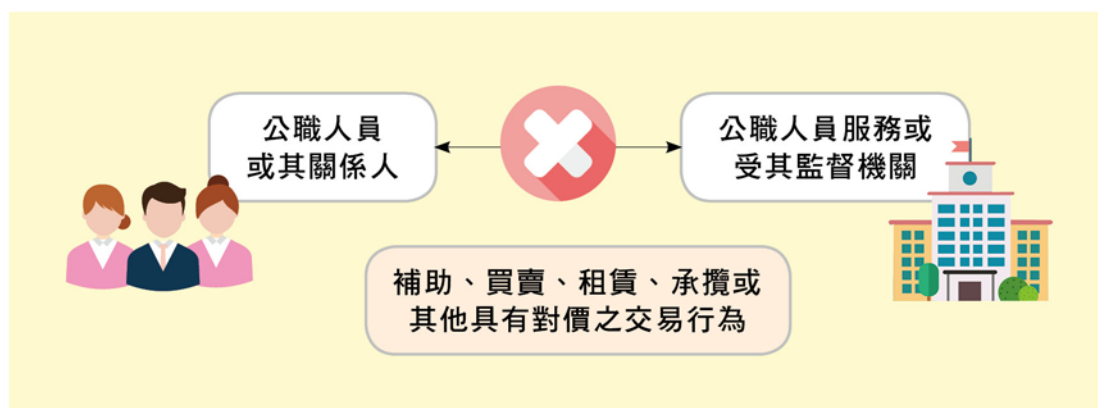 公職人員
或其關係人
公職人員服務或
受其監督機關
補助、買賣、租賃、承攬或
其他具有對價之交易行為